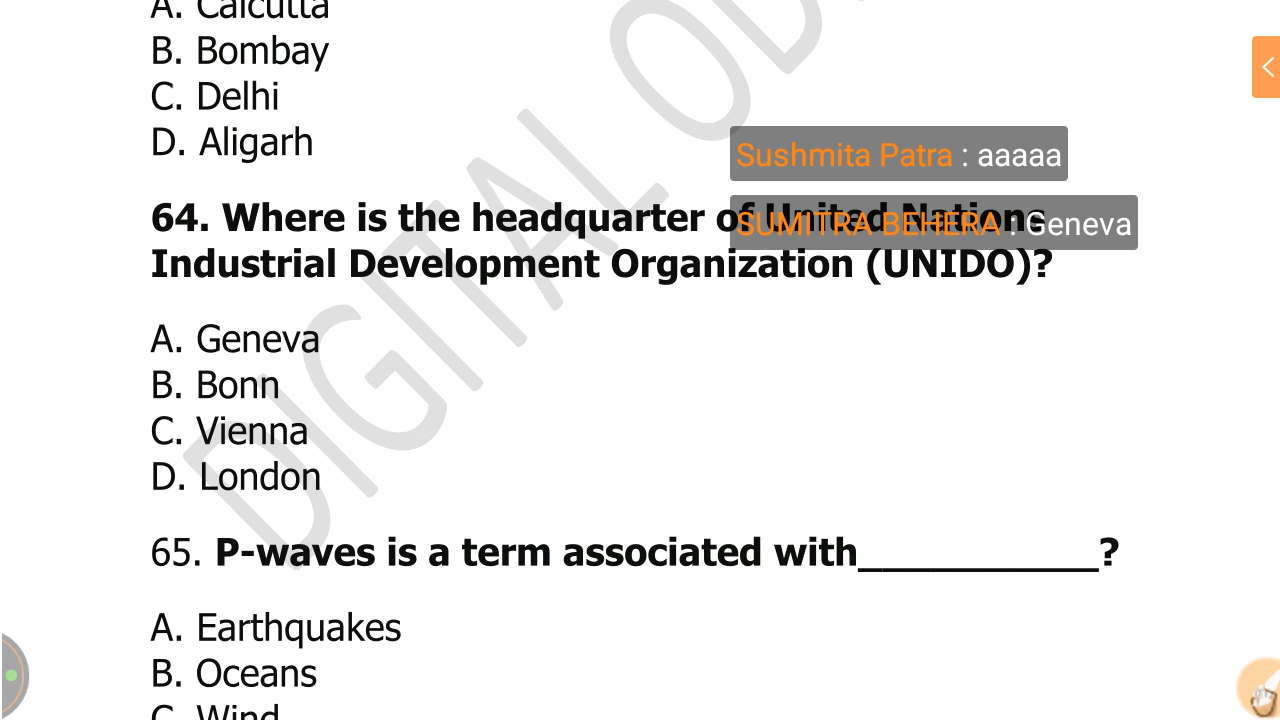 A. Calcutta
B. Bombay
C. Delhi
D. Aligarh
Sushmita Patra : aaaaa
64. Where is the headquarter of United Nations
SUMITRA BEHERA : Geneva
Industrial Development Organization (UNIDO)?
A. Geneva
B. Bonn
C. Vienna
D. London
65. P-waves is a term associated with____________?
A. Earthquakes
B. Oceans
C. Wind
DIGITAL OD